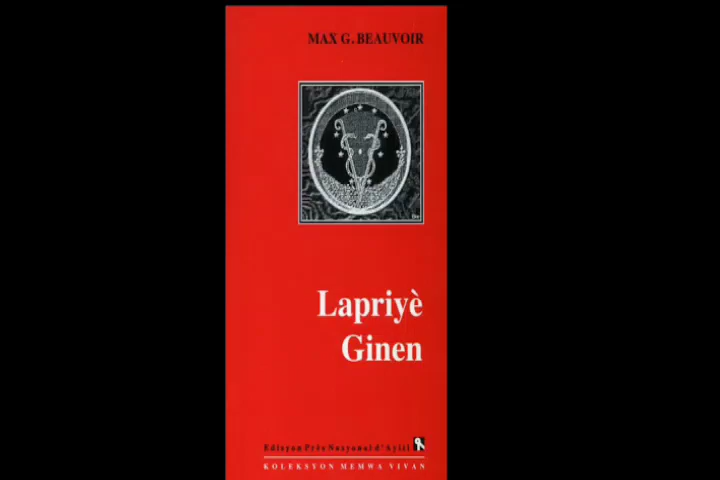 MAX G. BEAUVOIR
Lapriyè
Ginen
Edisyon Près Nasyonal d'Ayiti
KOLEKSYON MEMWA VIVAN